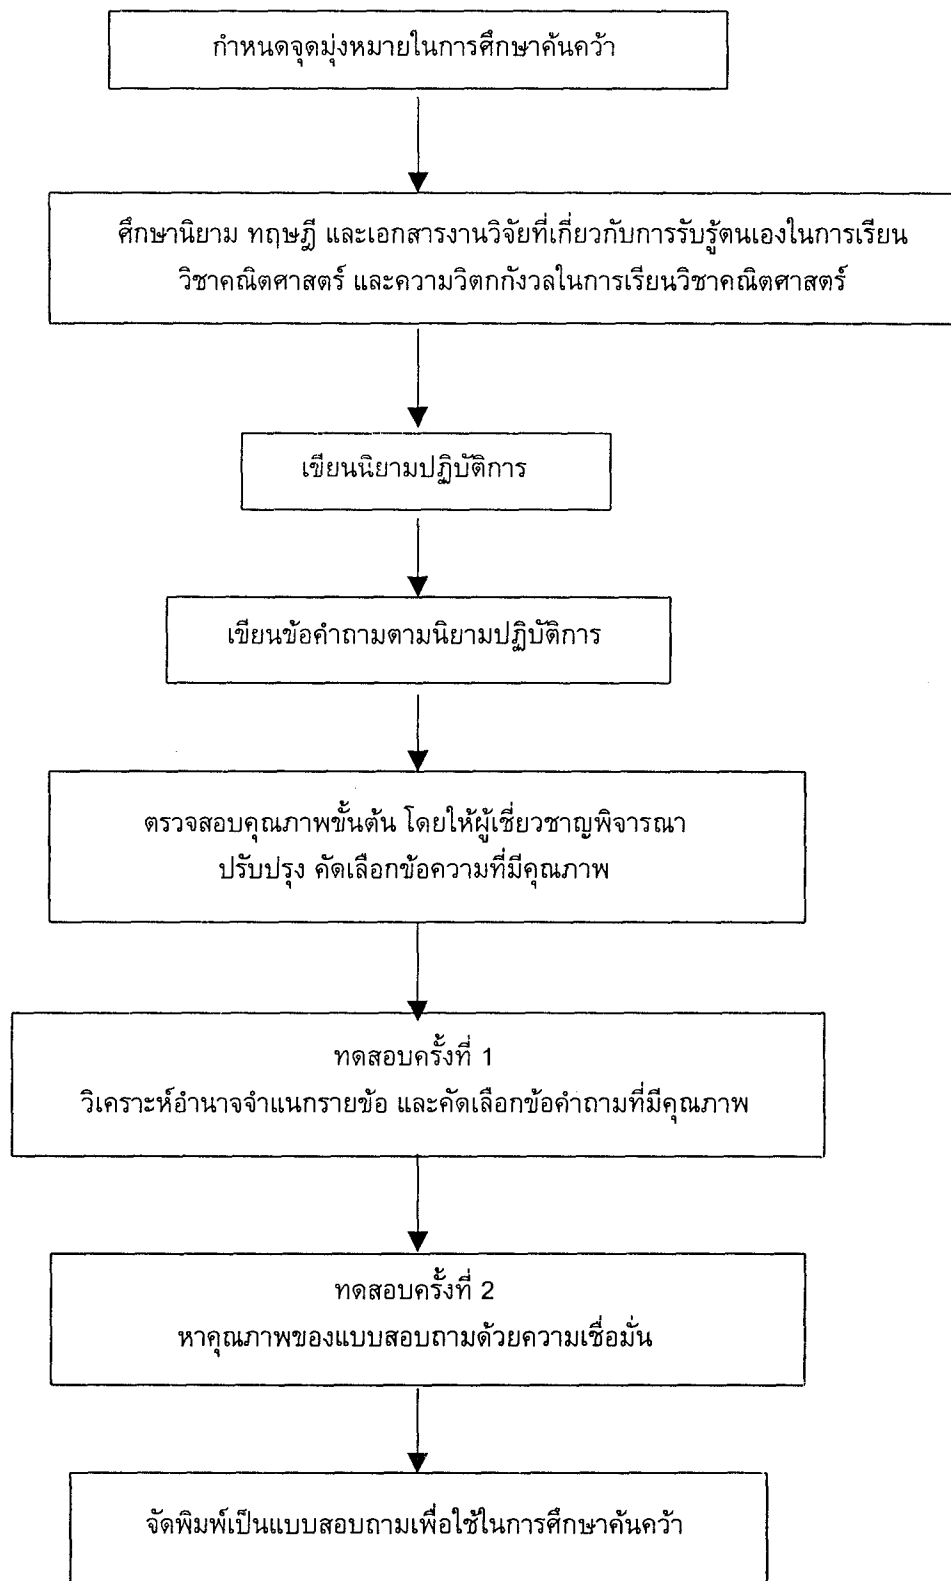 กำหนดจุดมุ่งหมายในการศึกษาค้นคว้า
ศึกษานิยาม ทฤษฎี และเอกสารงานวิจัยที่เกี่ยวกับการรับรู้ตนเองในการเรียน
วิชาคณิตศาสตร์ และความวิตกกังวลในการเรียนวิชาคณิตศาสตร์
เขียนนิยามปฏิบัติการ
เขียนข้อคำถามตามนิยามปฏิบัติการ
ตรวจสอบคุณภาพขั้นต้น โดยให้ผู้เชี่ยวชาญพิจารณา
ปรับปรุง คัดเลือกข้อความที่มีคุณภาพ
ทดสอบครั้งที่ 1
วิเคราะห์อำนาจจำแนกรายข้อ และคัดเลือกข้อคำถามที่มีคุณภาพ
ทดสอบครั้งที่ 2
หาคุณภาพของแบบสอบถามด้วยความเชื่อมั่น
จัดพิมพ์เป็นแบบสอบถามเพื่อใช้ในการศึกษาค้นคว้า